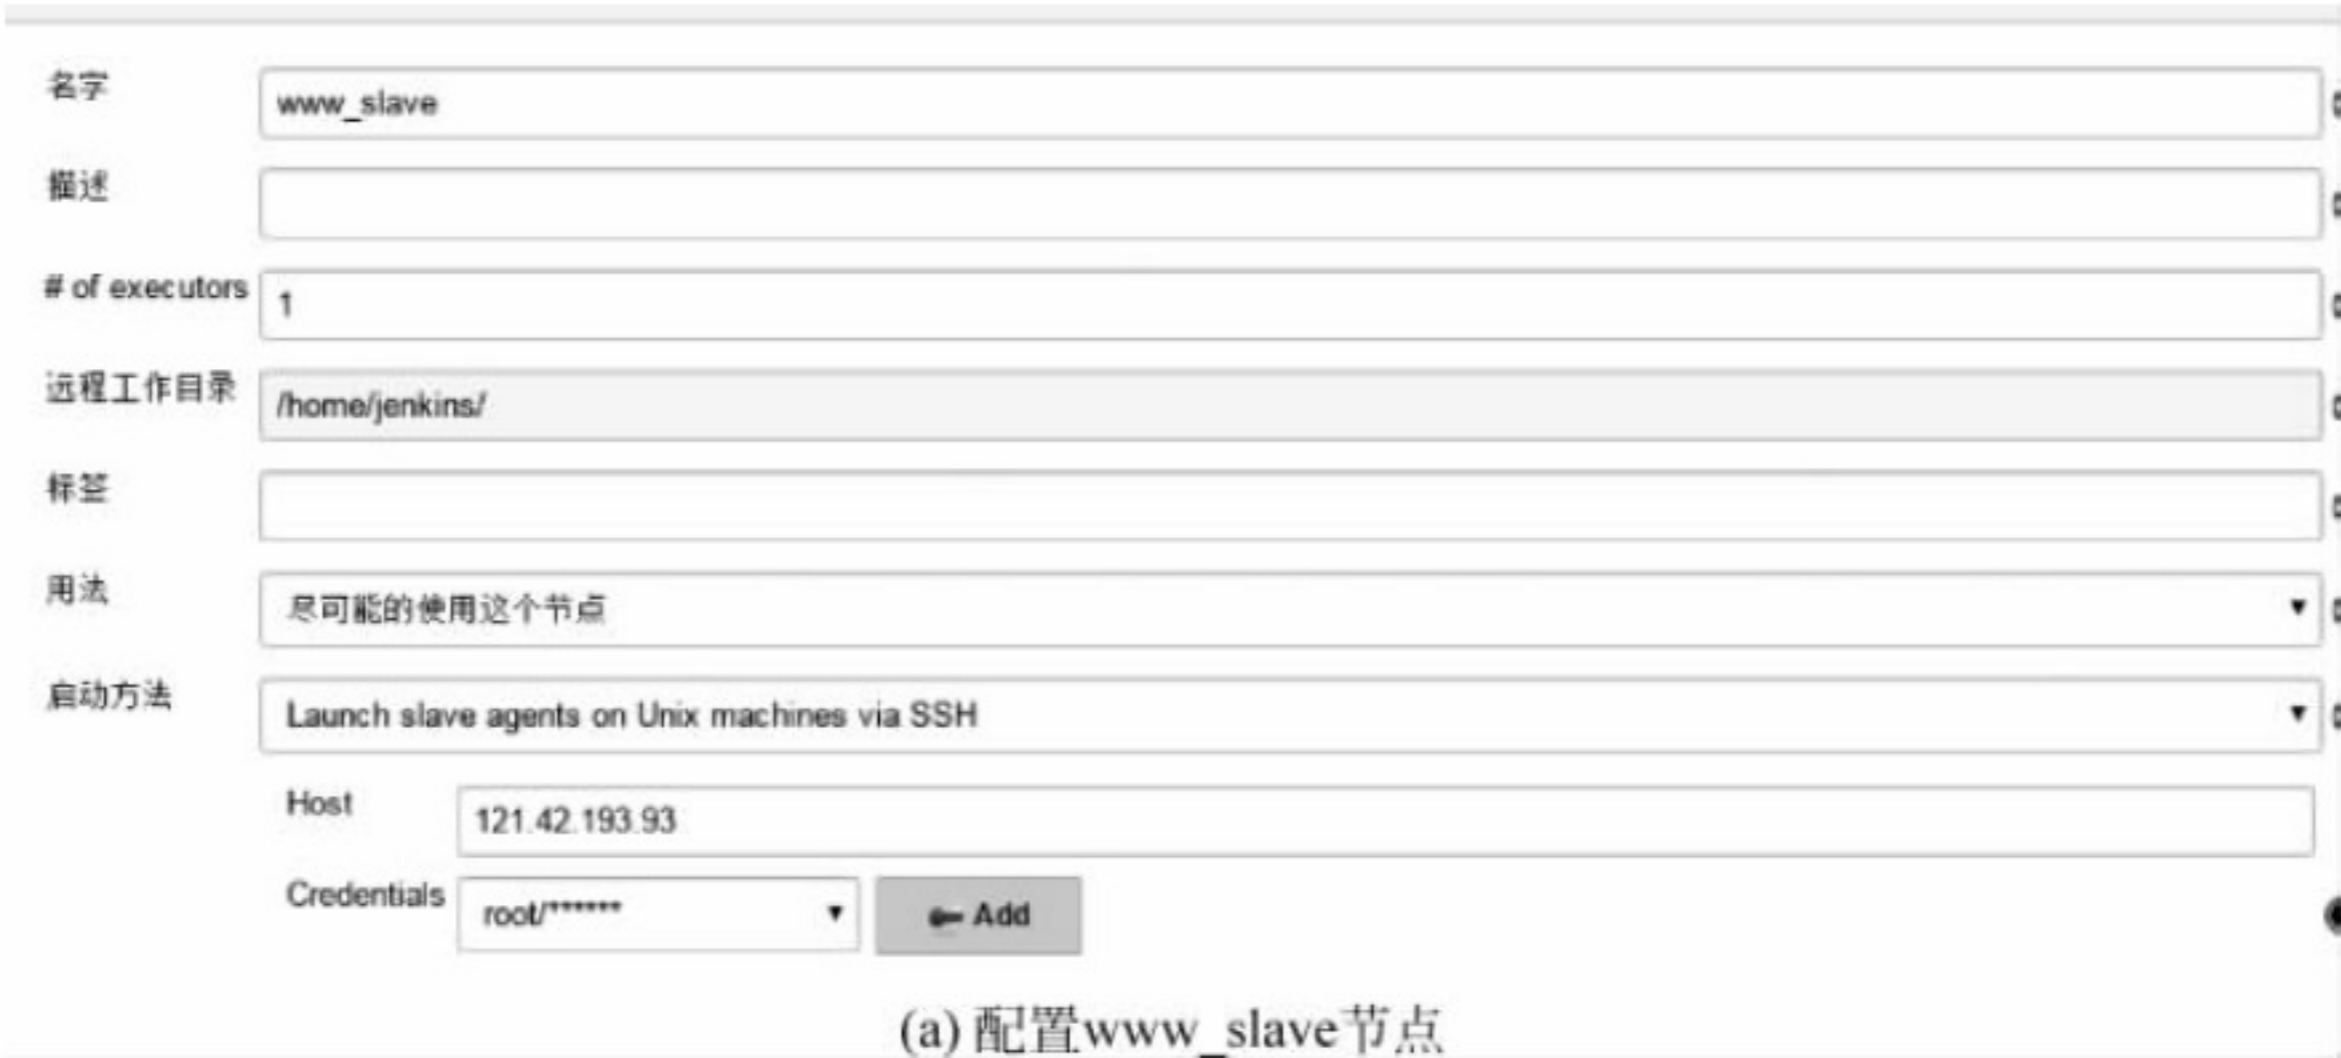 名字
www_slave
描述
# of executors
1
远程工作目录
/home/jenkins/
标签
用法
尽可能的使用这个节点
启动方法
Launch slave agents on Unix machines via SSH
Host
121.42.193.93
Credentials
root/******
Add
(a) 配置www_slave节点